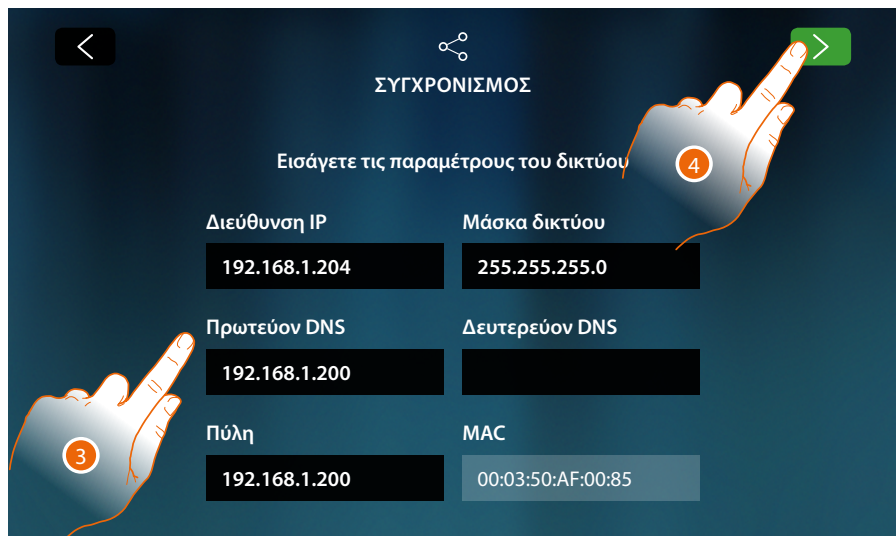 ΣΥΓΧΡΟΝΙΣΜΟΣ
Εισάγετε τις παραμέτρους του δικτύου
4
Διεύθυνση IP
Μάσκα δικτύου
192.168.1.204
255.255.255.0
Πρωτεύον DNS
Δευτερεύον DNS
192.168.1.200
Πύλη
MAC
3
192.168.1.200
00:03:50:AF:00:85